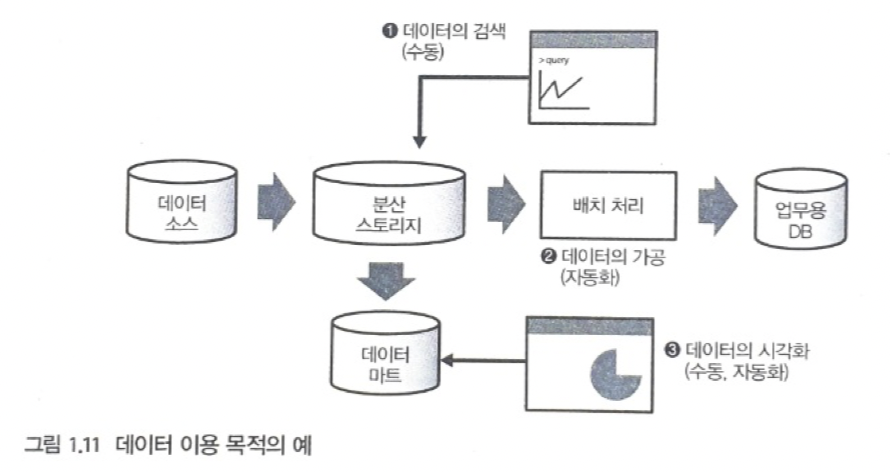 ❶ 데이터의 검색
(수동)
> query
데이터
소스
분산
스토리지
배치 처리
업무용
DB
❷ 데이터의 가공
(자동화)
데이터
마트
❸ 데이터의 시각화
(수동, 자동화)
그림 1.11 데이터 이용 목적의 예